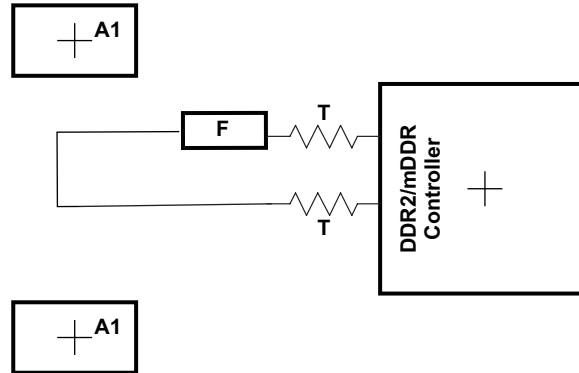 A1
F
T
T
DDR2/mDDR
Controller
A1